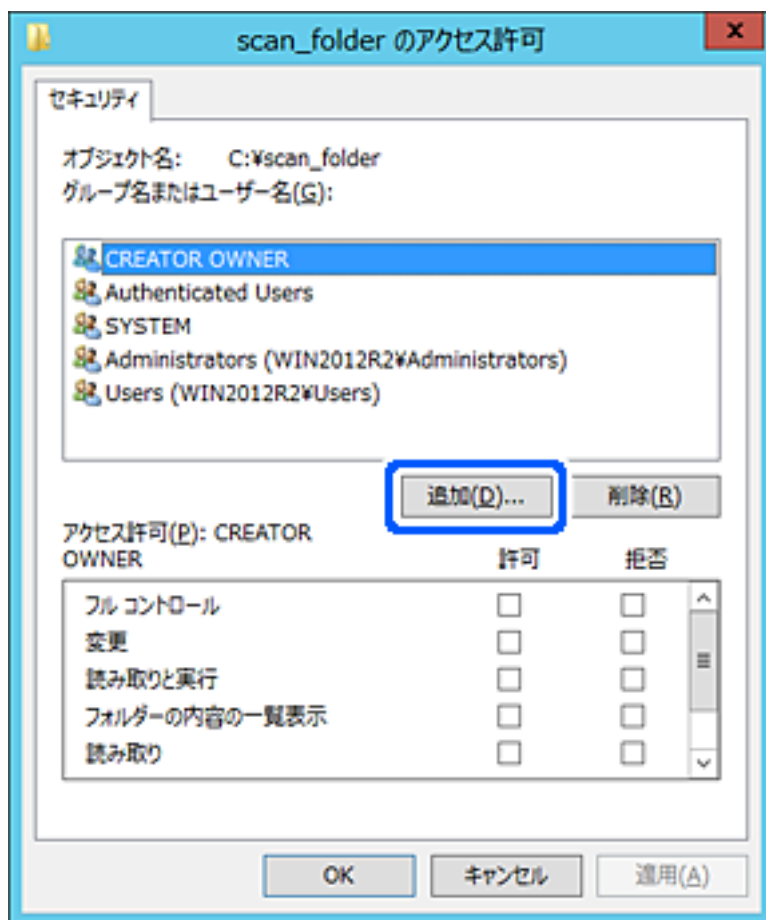 scan_folder のアクセス許可
セキュリティ
オブジェクト名: C:¥scan_folder
グループ名またはユーザー名(G):
CREATOR OWNER
Authenticated Users
SYSTEM
Administrators (WIN2012R2¥Administrators)
Users (WIN2012R2¥Users)
追加(D)... 削除(R)
アクセス許可(P): CREATOR
OWNER 許可 拒否
フル コントロール
変更
読み取りと実行
フォルダーの内容の一覧表示
読み取り
OK キャンセル 適用(A)